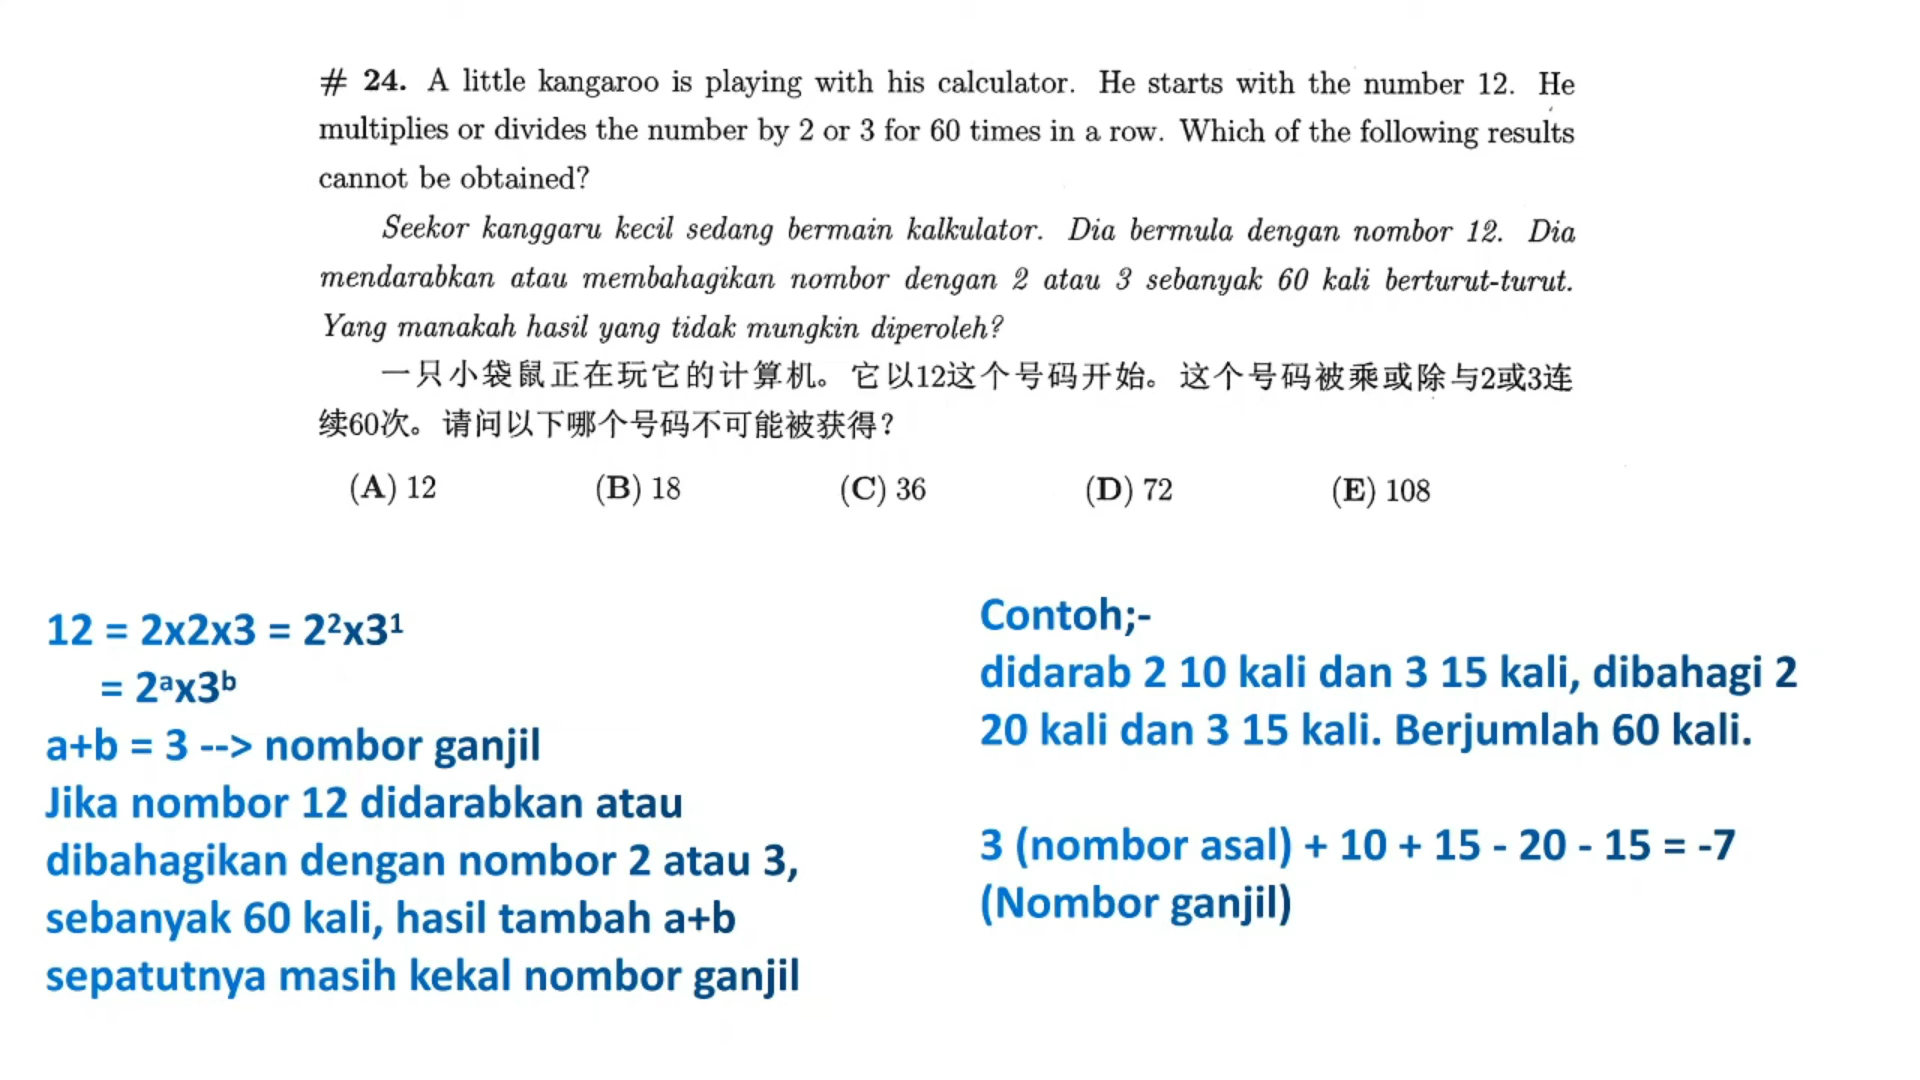 # 24. A little kangaroo is playing with his calculator. He starts with the number 12. He
multiplies or divides the number by 2 or 3 for 60 times in a row. Which of the following results
cannot be obtained?
Seekor kanggaru kecil sedang bermain kalkulator. Dia bermula dengan nombor 12. Dia
mendarabkan atau membahagikan nombor dengan 2 atau 3 sebanyak 60 kali berturut-turut.
Yang manakah hasil yang tidak mungkin diperoleh?
一只小袋鼠正在玩它的计算机。它以12这个号码开始。这个号码被乘或除与2或3连
续60次。请问以下哪个号码不可能被获得?
(A) 12 (B) 18 (C) 36 (D) 72 (E) 108
12 = 2x2x3 = 2²x3¹
= 2ᵃx3ᵇ
a+b = 3 --> nombor ganjil
Jika nombor 12 didarabkan atau
dibahagikan dengan nombor 2 atau 3,
sebanyak 60 kali, hasil tambah a+b
sepatutnya masih kekal nombor ganjil
Contoh;-
didarab 2 10 kali dan 3 15 kali, dibahagi 2
20 kali dan 3 15 kali. Berjumlah 60 kali.
3 (nombor asal) + 10 + 15 - 20 - 15 = -7
(Nombor ganjil)